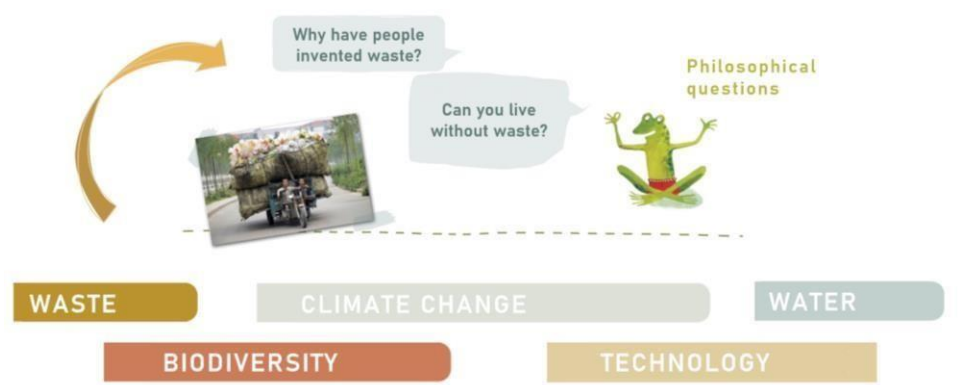 Why have people
invented waste?
Can you live
without waste?
Philosophical
questions
WASTE
CLIMATE CHANGE
WATER
BIODIVERSITY
TECHNOLOGY